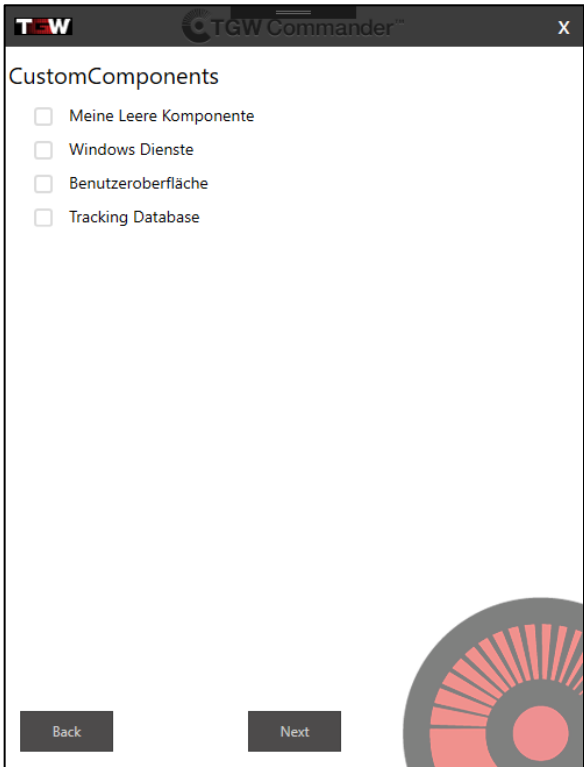 TGW
TGW Commander™
X
CustomComponents
Meine Leere Komponente
Windows Dienste
Benutzeroberfläche
Tracking Database
Back
Next